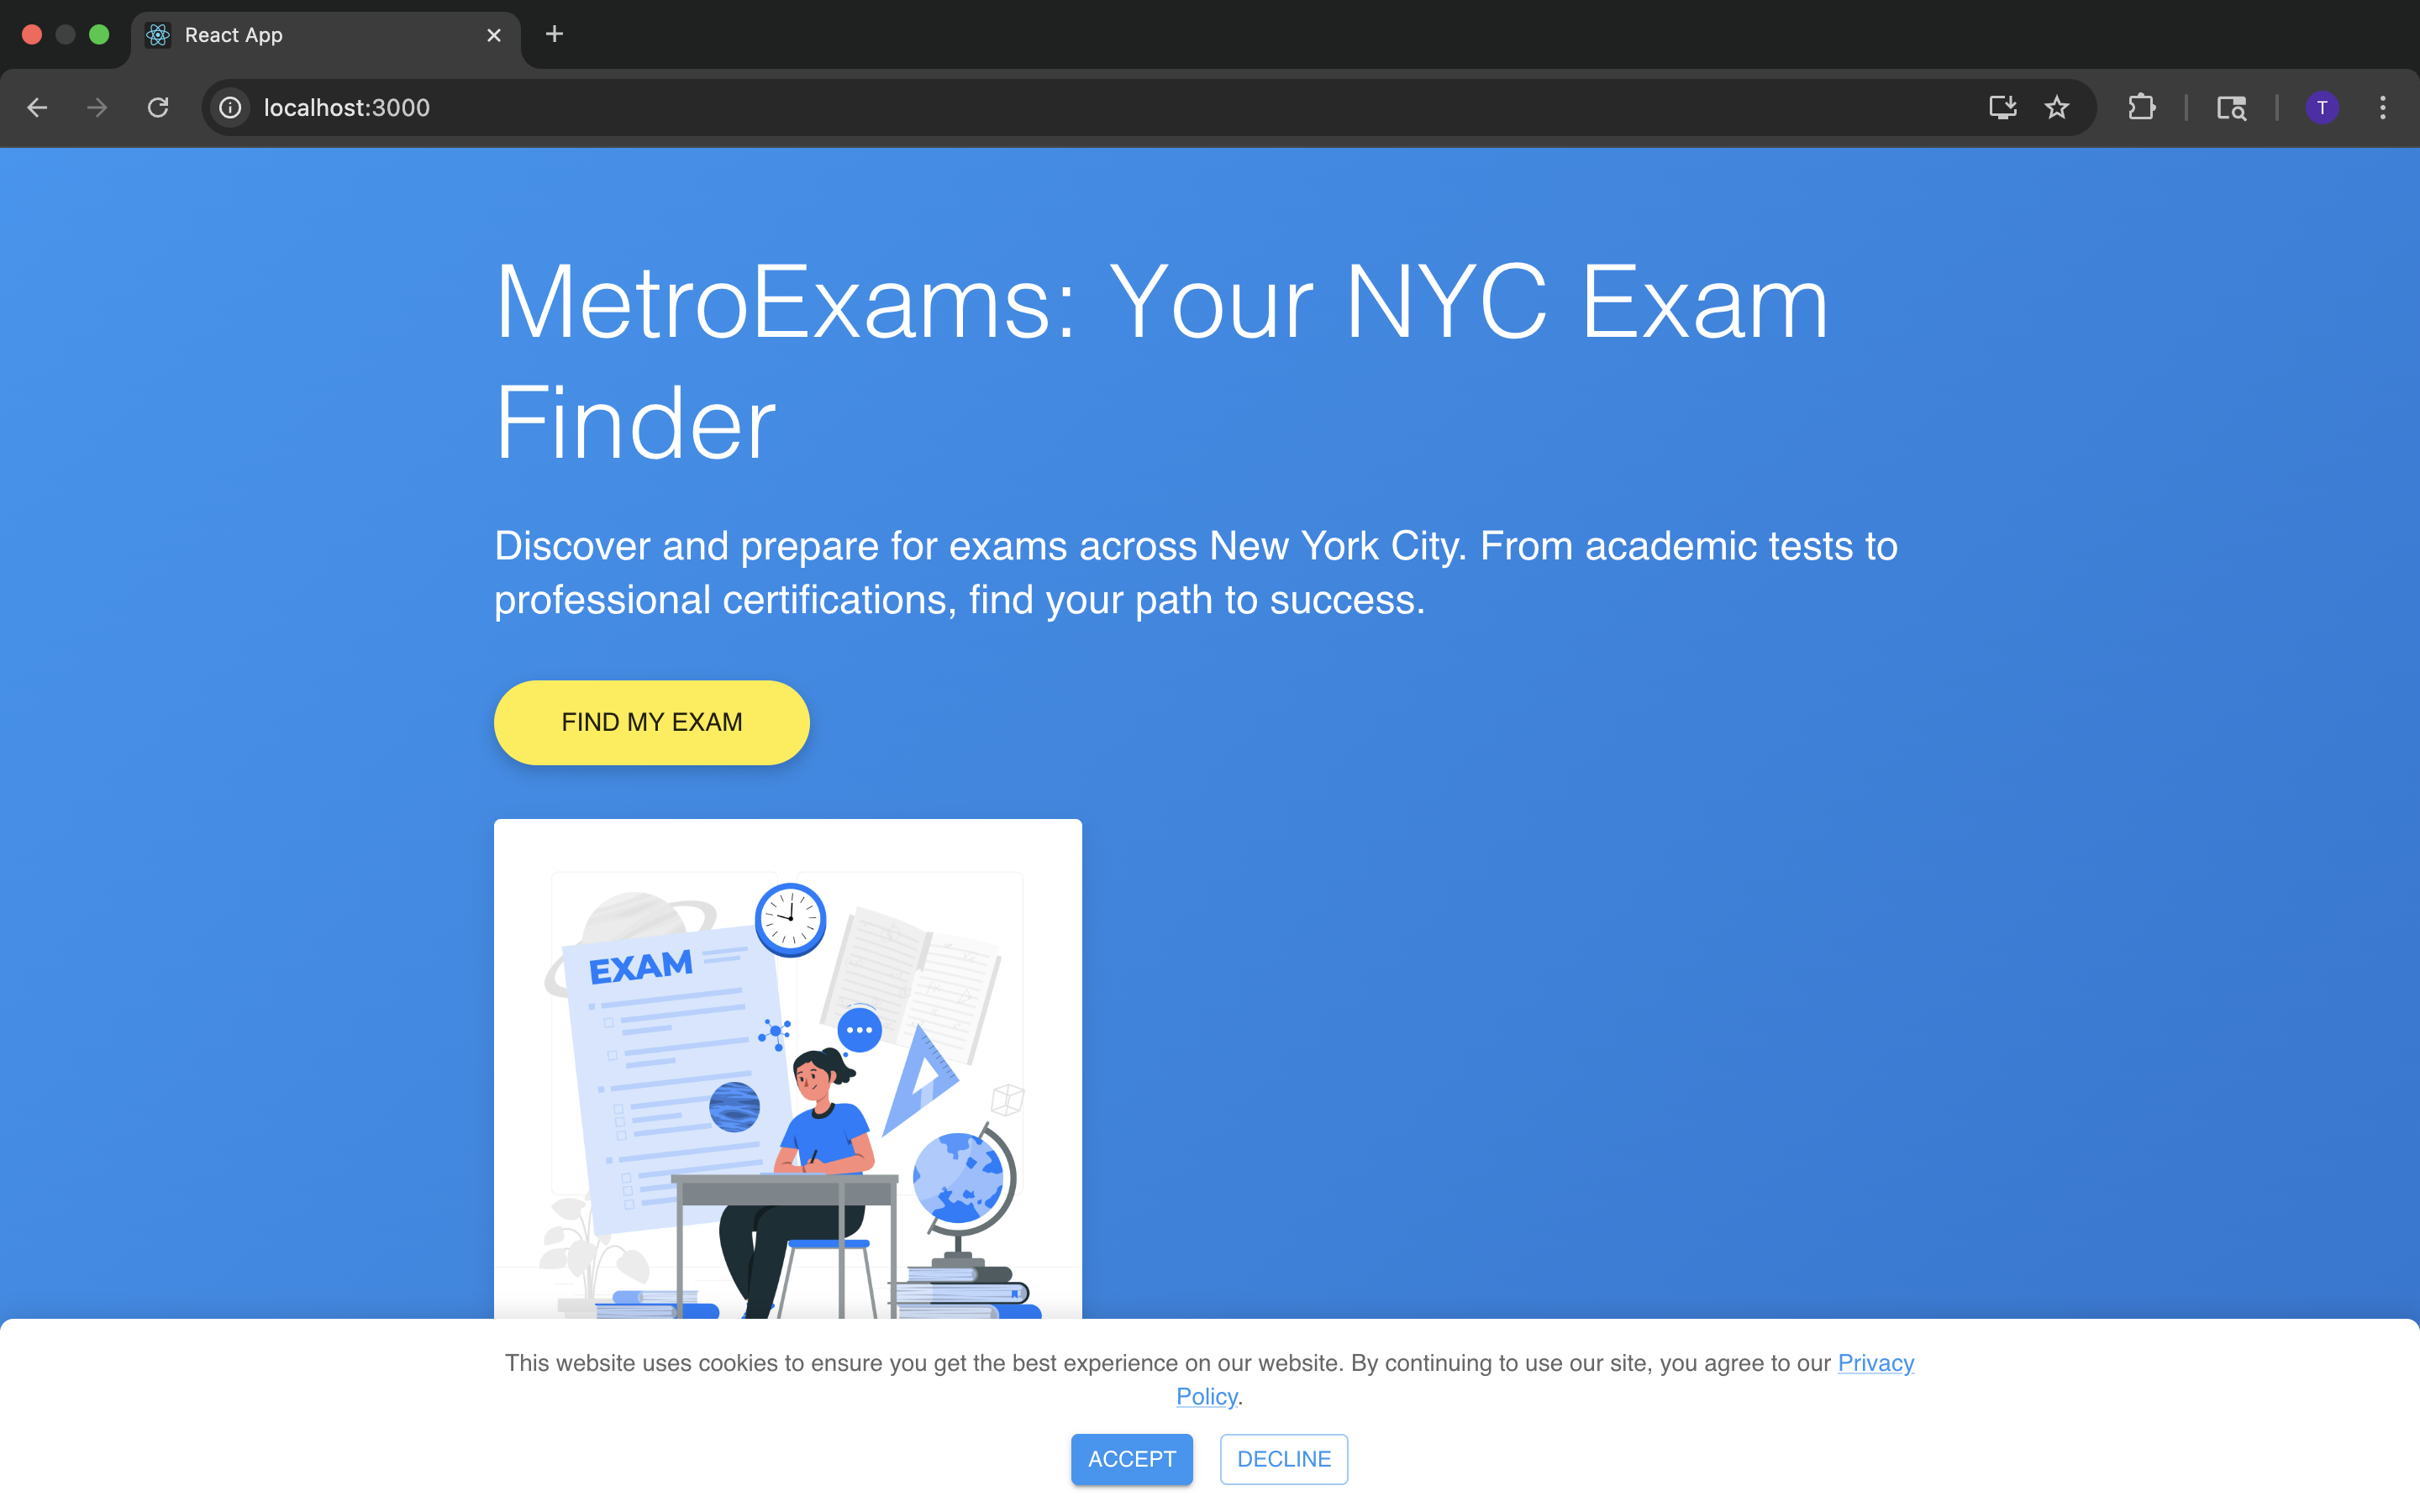 React App
localhost:3000
T
MetroExams: Your NYC Exam
Finder
Discover and prepare for exams across New York City. From academic tests to
professional certifications, find your path to success.
FIND MY EXAM
EXAM
This website uses cookies to ensure you get the best experience on our website. By continuing to use our site, you agree to our Privacy
Policy.
ACCEPT
DECLINE